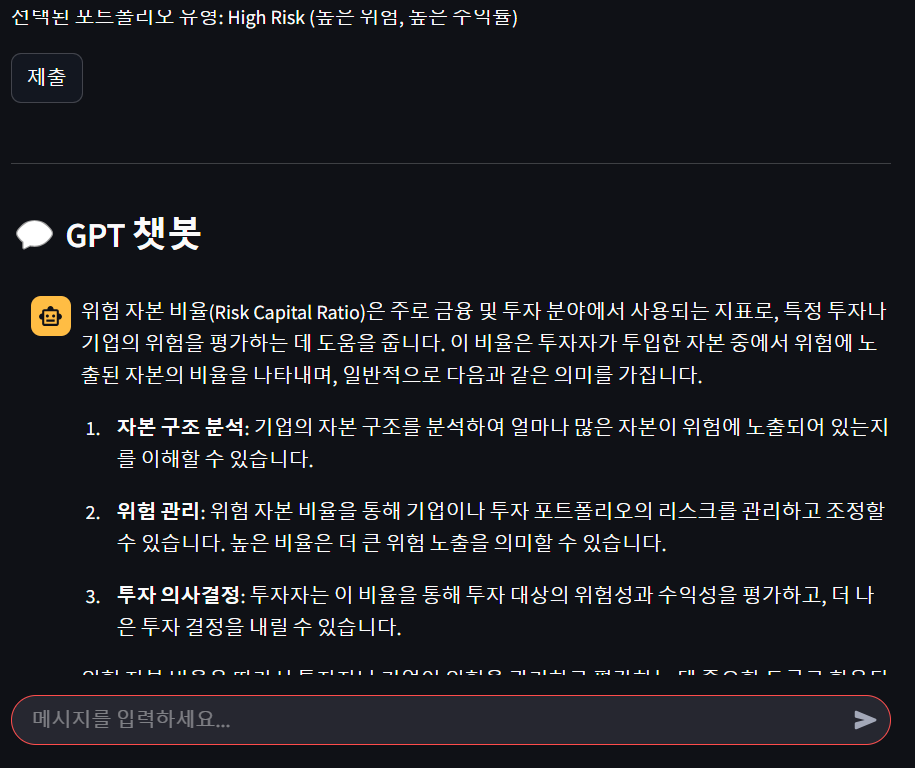 선택된 포트폴리오 유형: High Risk (높은 위험, 높은 수익률)
제출
GPT 챗봇
위험 자본 비율(Risk Capital Ratio)은 주로 금융 및 투자 분야에서 사용되는 지표로, 특정 투자나
기업의 위험을 평가하는 데 도움을 줍니다. 이 비율은 투자자가 투입한 자본 중에서 위험에 노
출된 자본의 비율을 나타내며, 일반적으로 다음과 같은 의미를 가집니다.
1. 자본 구조 분석: 기업의 자본 구조를 분석하여 얼마나 많은 자본이 위험에 노출되어 있는지
를 이해할 수 있습니다.
2. 위험 관리: 위험 자본 비율을 통해 기업이나 투자 포트폴리오의 리스크를 관리하고 조정할
수 있습니다. 높은 비율은 더 큰 위험 노출을 의미할 수 있습니다.
3. 투자 의사결정: 투자자는 이 비율을 통해 투자 대상의 위험성과 수익성을 평가하고, 더 나
은 투자 결정을 내릴 수 있습니다.
메시지를 입력하세요...